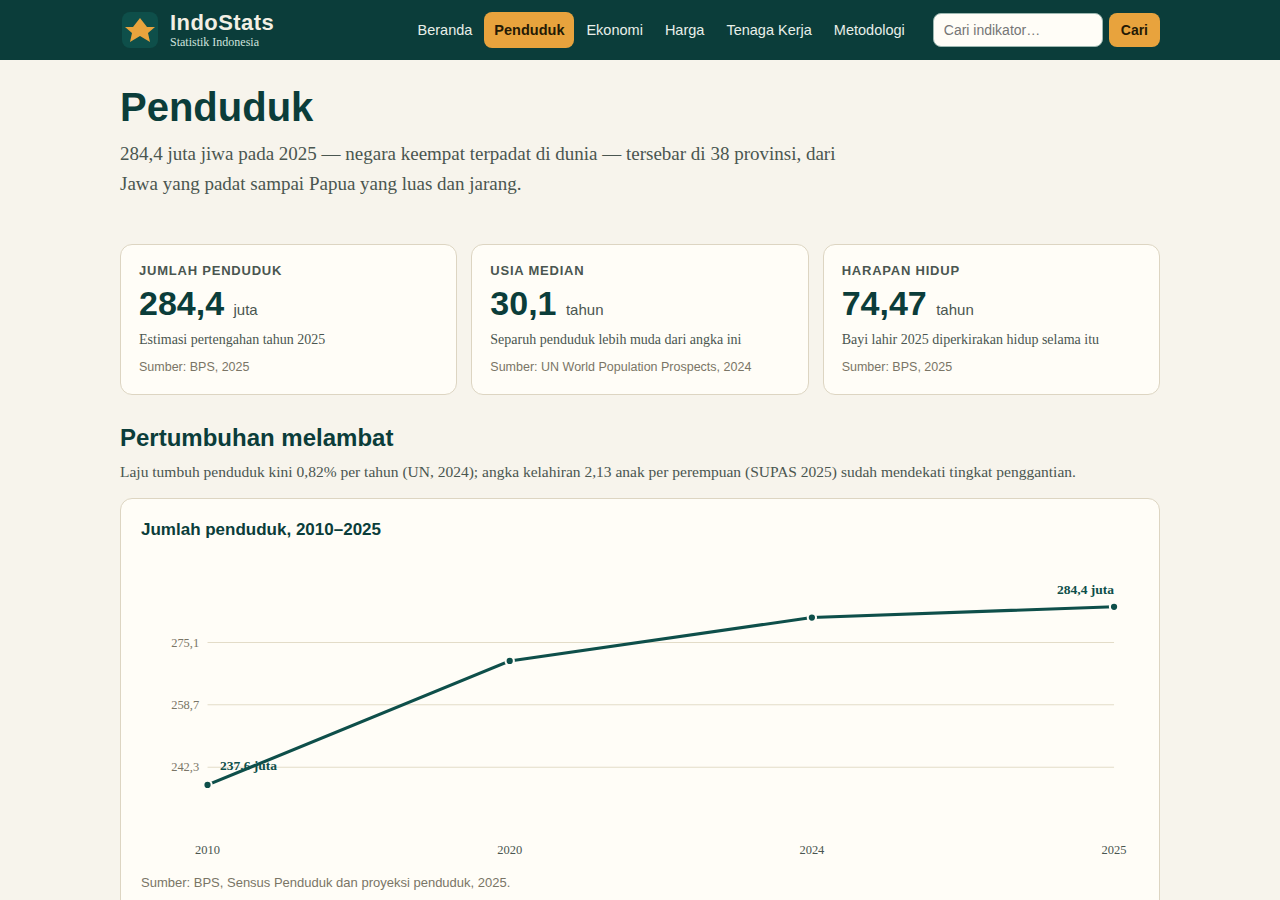 IndoStats
Statistik Indonesia
Beranda
Penduduk
Ekonomi
Harga
Tenaga Kerja
Metodologi
Cari indikator…
Cari
Penduduk
284,4 juta jiwa pada 2025 — negara keempat terpadat di dunia — tersebar di 38 provinsi, dari
Jawa yang padat sampai Papua yang luas dan jarang.
JUMLAH PENDUDUK
284,4 juta
Estimasi pertengahan tahun 2025
Sumber: BPS, 2025
USIA MEDIAN
30,1 tahun
Separuh penduduk lebih muda dari angka ini
Sumber: UN World Population Prospects, 2024
HARAPAN HIDUP
74,47 tahun
Bayi lahir 2025 diperkirakan hidup selama itu
Sumber: BPS, 2025
Pertumbuhan melambat
Laju tumbuh penduduk kini 0,82% per tahun (UN, 2024); angka kelahiran 2,13 anak per perempuan (SUPAS 2025) sudah mendekati tingkat penggantian.
Jumlah penduduk, 2010–2025
284,4 juta
275,1
258,7
242,3
237,6 juta
2010
2020
2024
2025
Sumber: BPS, Sensus Penduduk dan proyeksi penduduk, 2025.